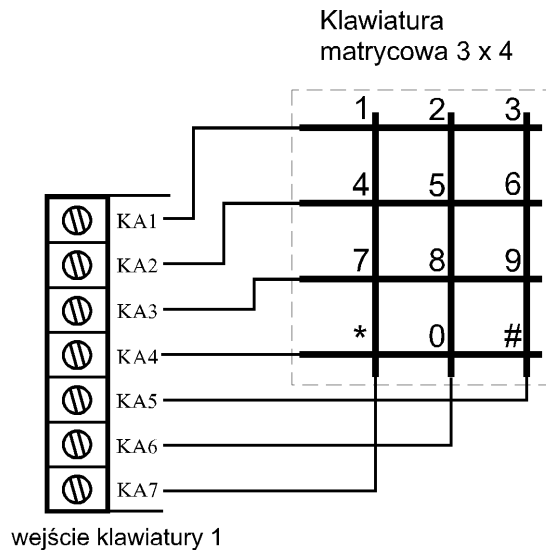 Klawiatura
matrycowa 3 x 4
1 2 3
4 5 6
7 8 9
* 0 #
KA1
KA2
KA3
KA4
KA5
KA6
KA7
wejście klawiatury 1